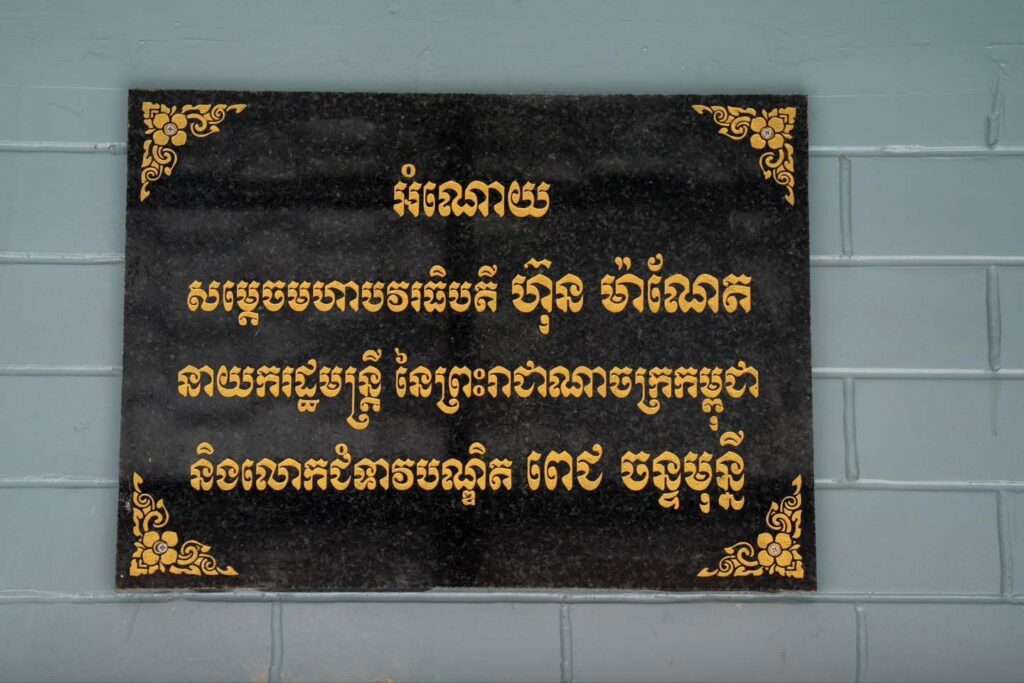 អំណោយ
សម្តេចមហាបវរធិបតី ហ៊ុន ម៉ាណែត
នាយករដ្ឋមន្ត្រី នៃព្រះរាជាណាចក្រកម្ពុជា
និងលោកជំទាវបណ្ឌិត ពេជ ចន្ទមុន្នី